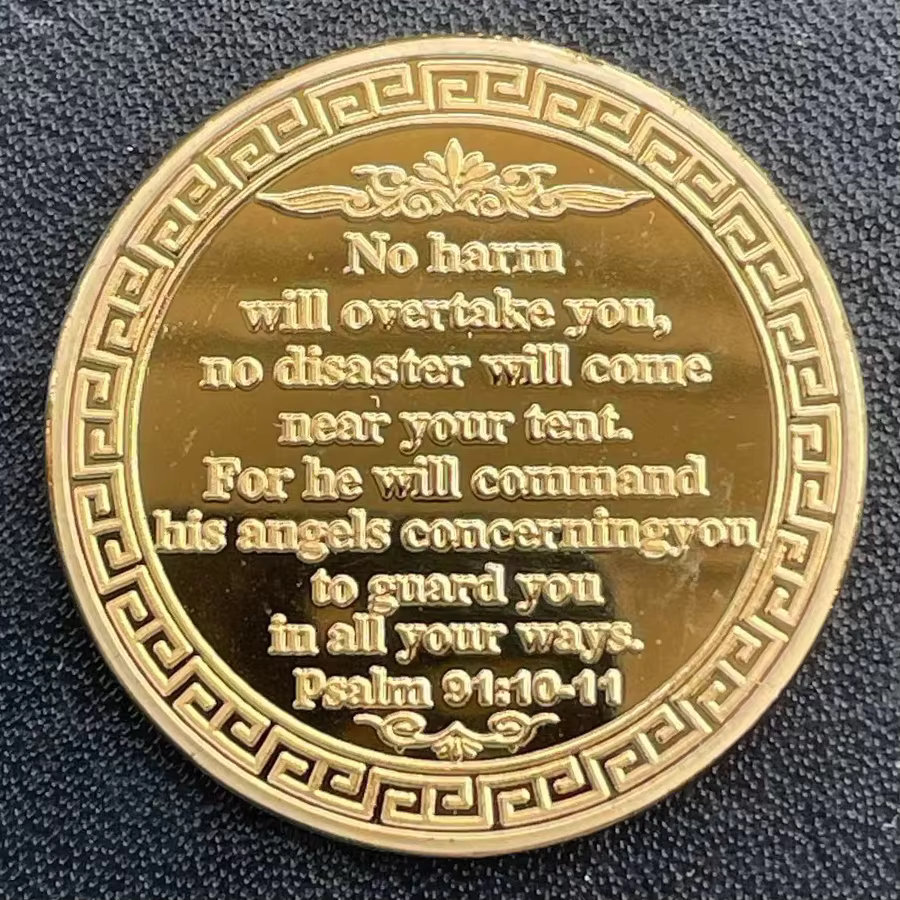 No harm
will overtake you,
no disaster will come
near your tent.
For he will command
his angels concerningyou
to guard you
in all your ways.
Psalm 91:10-11